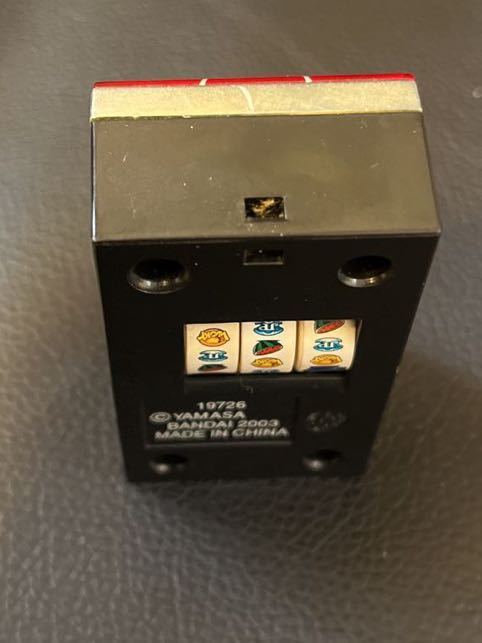 19726
© YAMASA
BANDAI 2003
MADE IN CHINA